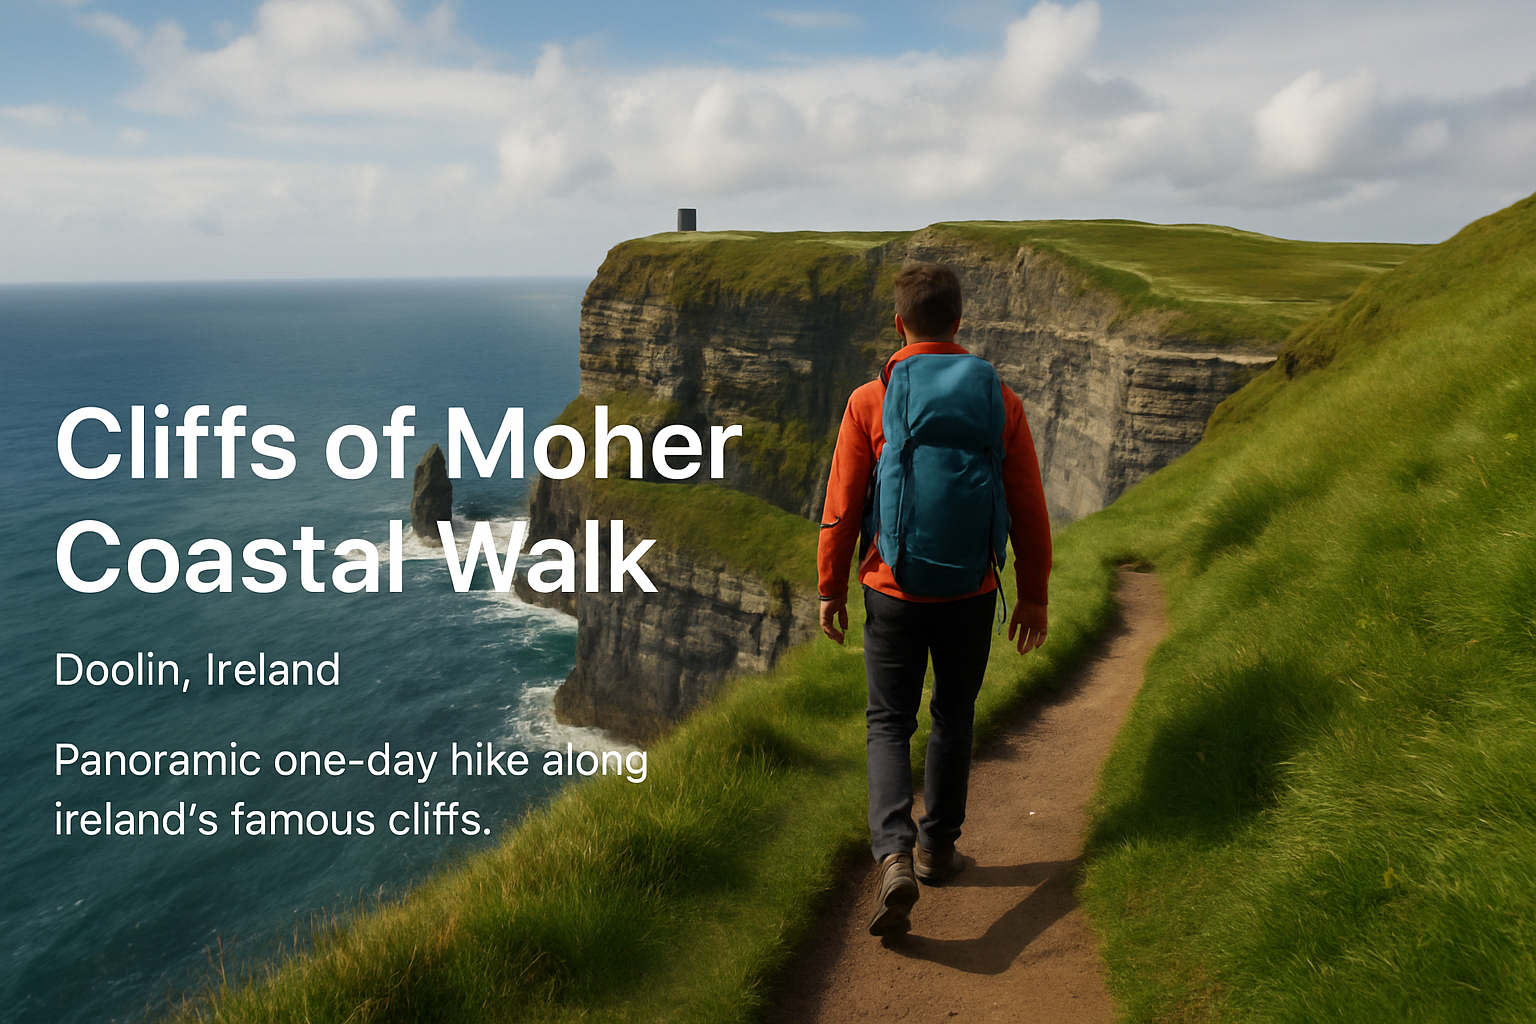 Cliffs of Moher
Coastal Walk
Doolin, Ireland
Panoramic one-day hike along
ireland’s famous cliffs.